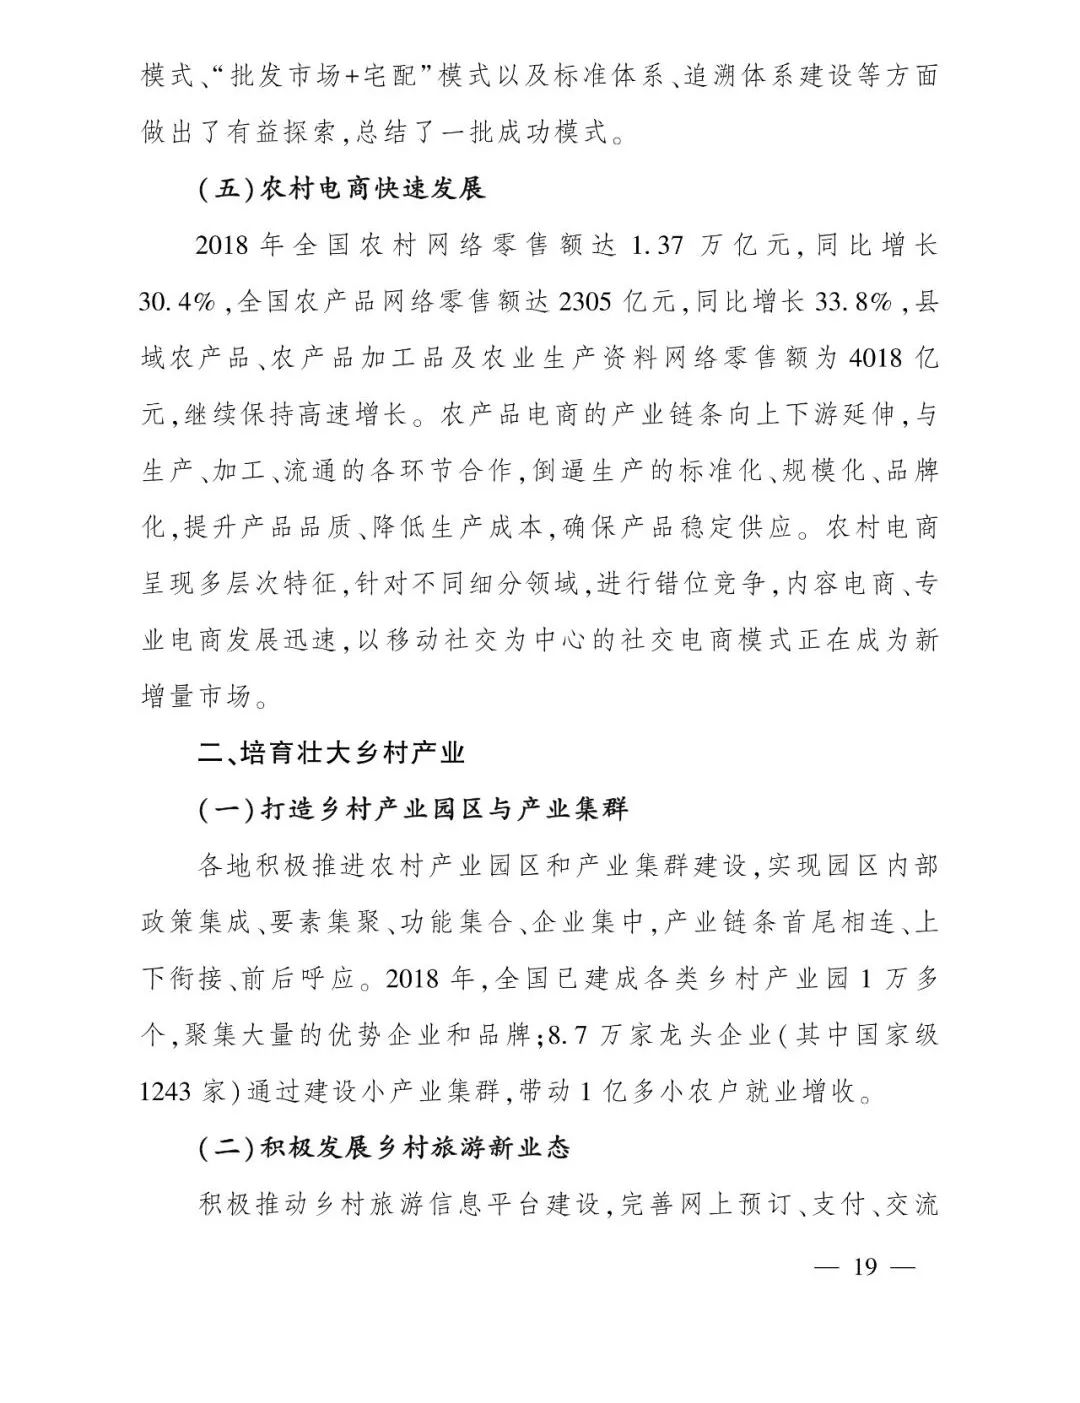 模式、“批发市场+宅配”模式以及标准体系、追溯体系建设等方面
做出了有益探索，总结了一批成功模式。
(五)农村电商快速发展
2018 年全国农村网络零售额达 1.37 万亿元，同比增长
30.4%，全国农产品网络零售额达 2305 亿元，同比增长 33.8%，县
域农产品、农产品加工品及农业生产资料网络零售额为 4018 亿
元，继续保持高速增长。农产品电商的产业链条向上下游延伸，与
生产、加工、流通的各环节合作，倒逼生产的标准化、规模化、品牌
化，提升产品品质、降低生产成本，确保产品稳定供应。农村电商
呈现多层次特征，针对不同细分领域，进行错位竞争，内容电商、专
业电商发展迅速，以移动社交为中心的社交电商模式正在成为新
增量市场。
二、培育壮大乡村产业
(一)打造乡村产业园区与产业集群
各地积极推进农村产业园区和产业集群建设，实现园区内部
政策集成、要素集聚、功能集合、企业集中，产业链条首尾相连、上
下衔接、前后呼应。2018 年，全国已建成各类乡村产业园 1 万多
个，聚集大量的优势企业和品牌；8.7 万家龙头企业(其中国家级
1243 家)通过建设小产业集群，带动 1 亿多小农户就业增收。
(二)积极发展乡村旅游新业态
积极推动乡村旅游信息平台建设，完善网上预订、支付、交流
— 19 —